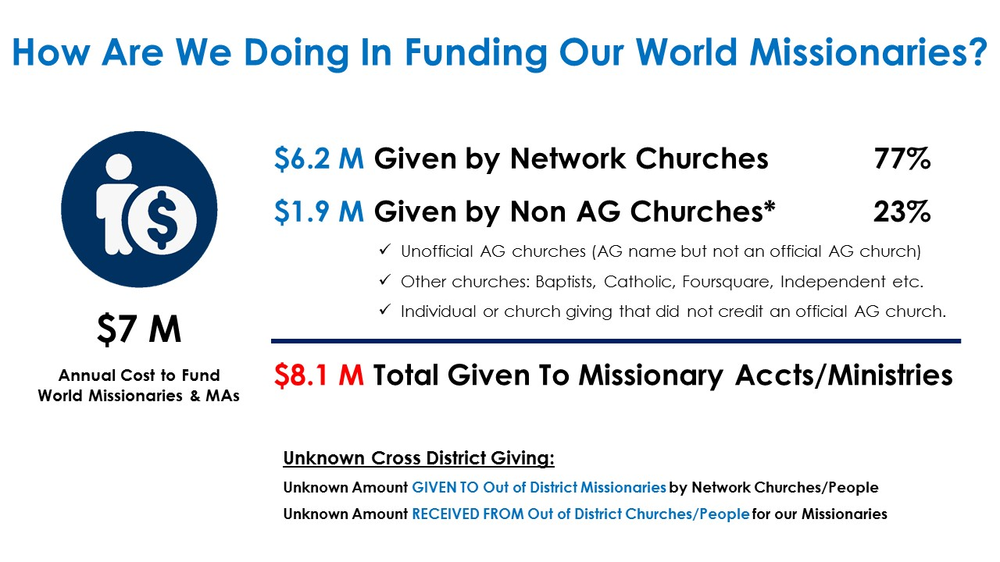 How Are We Doing In Funding Our World Missionaries?
$6.2 M Given by Network Churches 77%
$1.9 M Given by Non AG Churches* 23%
✓ Unofficial AG churches (AG name but not an official AG church)
✓ Other churches: Baptists, Catholic, Foursquare, Independent etc.
✓ Individual or church giving that did not credit an official AG church.
$
$7 M
Annual Cost to Fund
World Missionaries & MAs
$8.1 M Total Given To Missionary Accts/Ministries
Unknown Cross District Giving:
Unknown Amount GIVEN TO Out of District Missionaries by Network Churches/People
Unknown Amount RECEIVED FROM Out of District Churches/People for our Missionaries